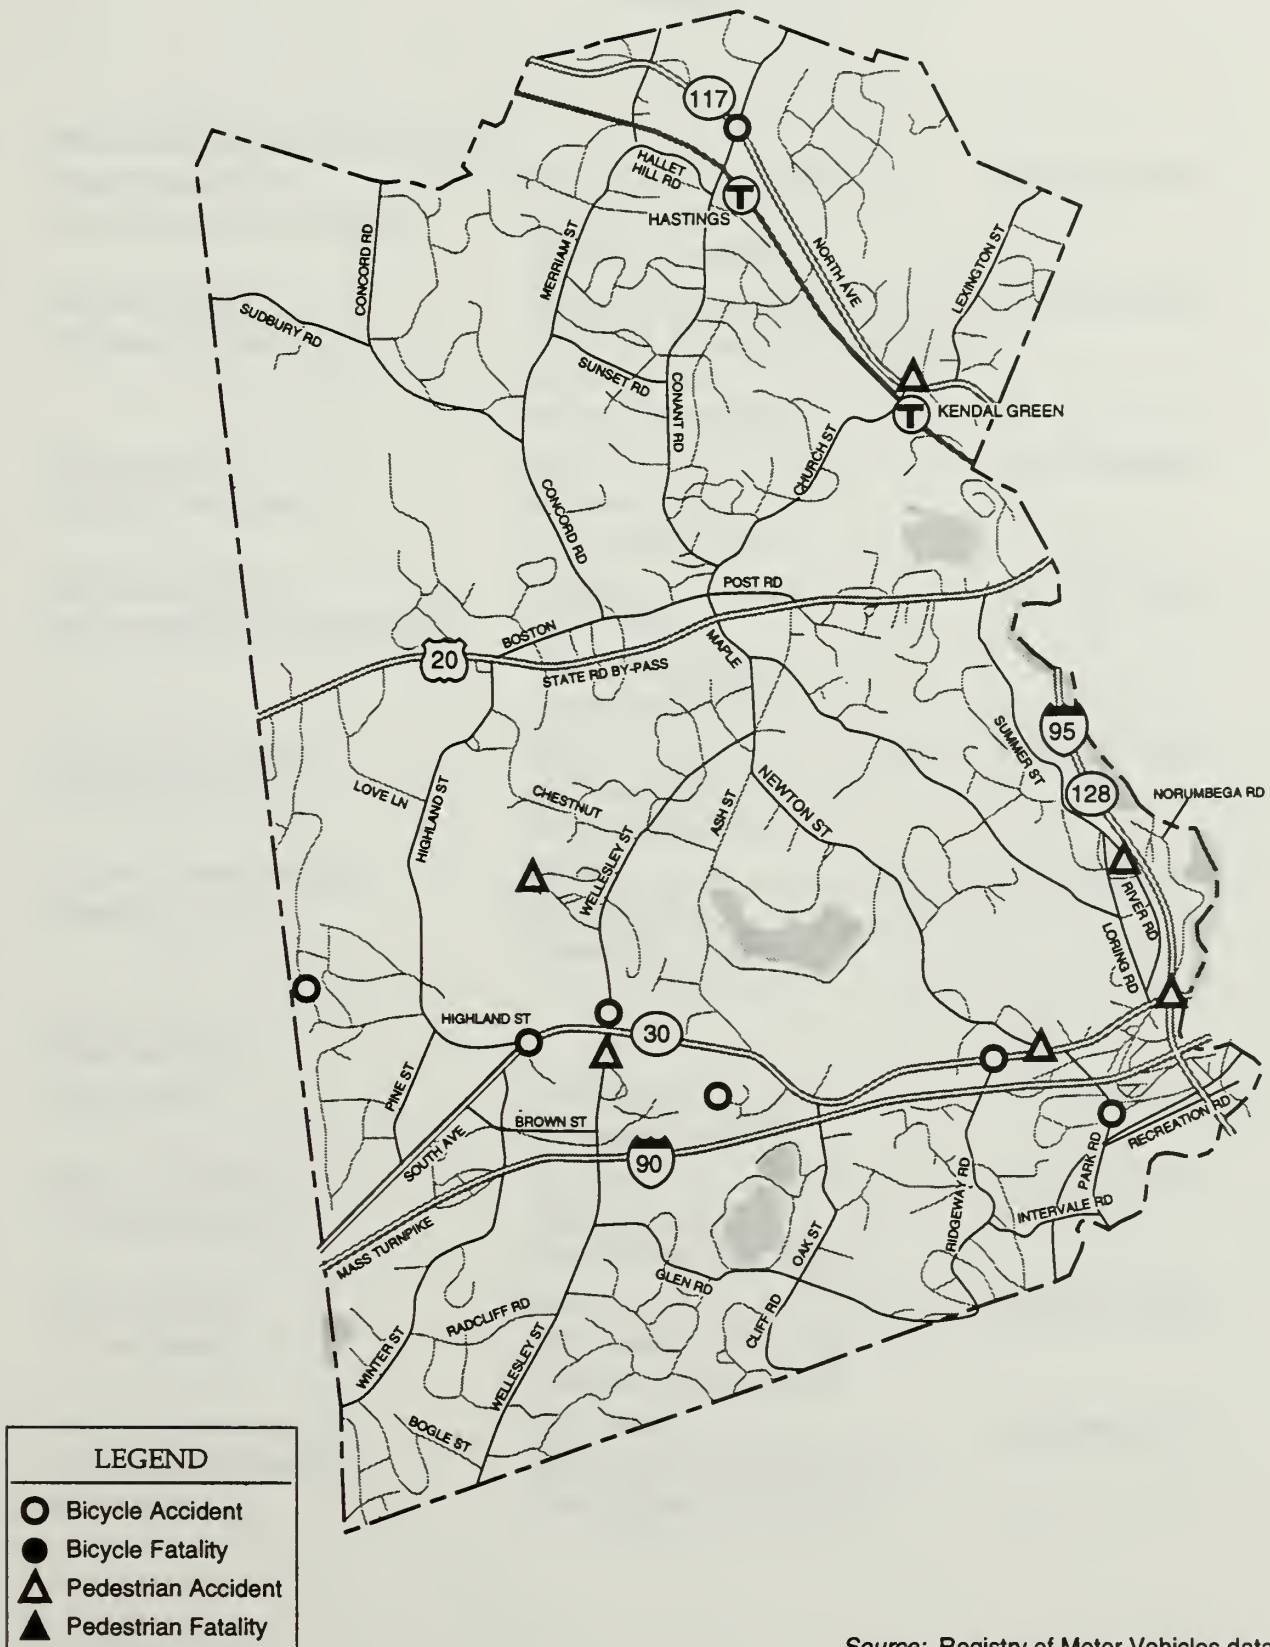 117
HALLET
HILL RD
T
HASTINGS
CONCORD RD
MERRIAM ST
NORTH AVE
LEXINGTON ST
SUDBURY RD
SUNSET RD
CONANT RD
T
KENDAL GREEN
CHURCH ST
CONCORD RD
POST RD
BOSTON
20
STATE RD BY-PASS
MAPLE
95
SUMMER ST
128
NORUMBEGA RD
LOVE LN
HIGHLAND ST
CHESTNUT
ASH ST
NEWTON ST
WELLESLEY ST
RIVER RD
LORING RD
HIGHLAND ST
30
PINE ST
BROWN ST
SOUTH AVE
90
RECREATION RD
PARK RD
RIDGEWAY RD
INTERVALE RD
MASS TURNPIKE
OAK ST
GLEN RD
CLIFF RD
RADCLIFF RD
WINTER ST
WELLESLEY ST
BOGLE ST
LEGEND
Bicycle Accident
Bicycle Fatality
Pedestrian Accident
Pedestrian Fatality
Source: Registry of Motor Vehicles data